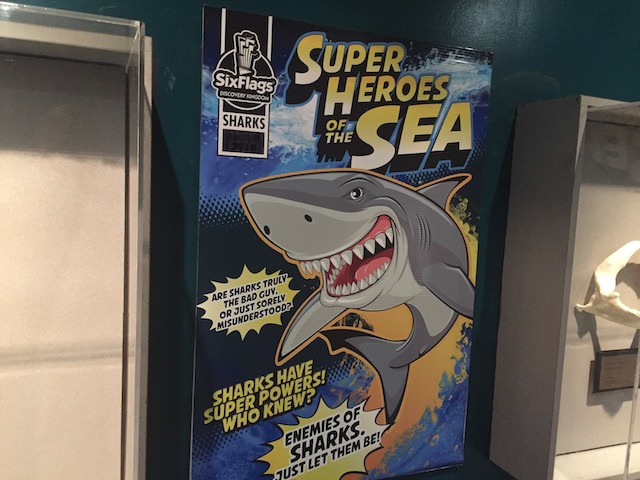 SixFlags
DISCOVERY KINGDOM
SHARKS
SUPER
HEROES
OF
THE SEA
ARE SHARKS TRULY
THE BAD GUY.
OR JUST SORELY
MISUNDERSTOOD?
SHARKS HAVE
SUPER POWERS!
WHO KNEW?
ENEMIES OF
SHARKS.
JUST LET THEM BE!